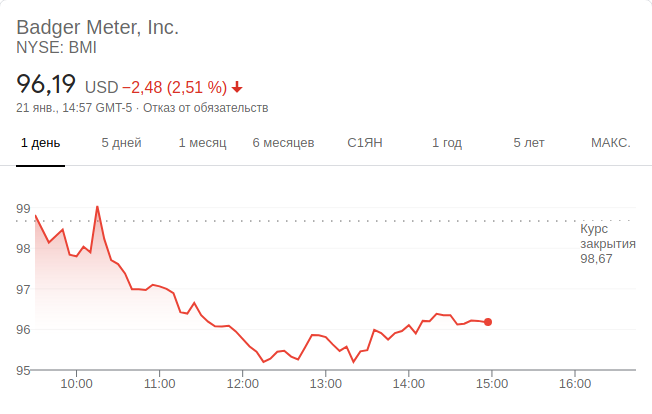 Badger Meter, Inc.
NYSE: BMI
96,19 USD −2,48 (2,51 %)
21 янв., 14:57 GMT-5 · Отказ от обязательств
1 день 5 дней 1 месяц 6 месяцев С1ЯН 1 год 5 лет МАКС.
99
Курс
закрытия
98,67
98
97
96
95
10:00 11:00 12:00 13:00 14:00 15:00 16:00